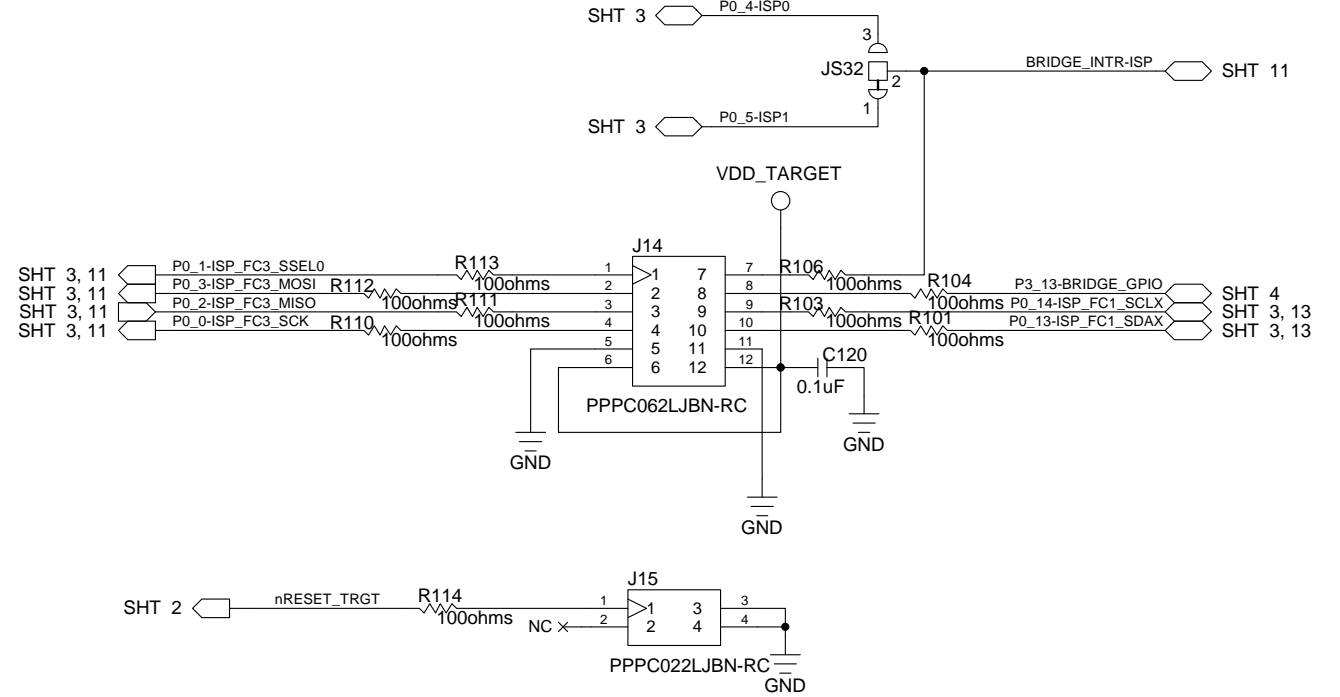 SHT 3 P0_4-ISP0
3
JS32 2 BRIDGE_INTR-ISP SHT 11
1
SHT 3 P0_5-ISP1
VDD_TARGET
J14
SHT 3, 11 P0_1-ISP_FC3_SSEL0 R113 100ohms 1 1 7 7 R106 100ohms
SHT 3, 11 P0_3-ISP_FC3_MOSI R112 100ohms 2 2 8 8 R104 100ohms P3_13-BRIDGE_GPIO SHT 4
SHT 3, 11 P0_2-ISP_FC3_MISO R111 100ohms 3 3 9 9 R103 100ohms P0_14-ISP_FC1_SCLX SHT 3, 13
SHT 3, 11 P0_0-ISP_FC3_SCK R110 100ohms 4 4 10 10 R101 100ohms P0_13-ISP_FC1_SDAX SHT 3, 13
5 5 11 11
6 6 12 12 C120
0.1uF
PPPC062LJBN-RC
GND
GND
GND
J15
SHT 2 nRESET_TRGT R114 100ohms 1 1 3 3
NC 2 2 4 4
PPPC022LJBN-RC
GND